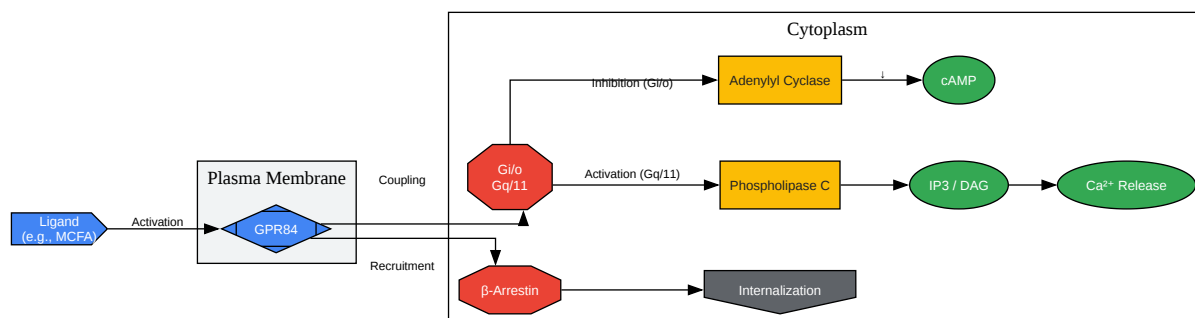 Cytoplasm
Inhibition (Gi/o)
Adenylyl Cyclase
↓
cAMP
Plasma Membrane
Coupling
Gi/o
Gq/11
Activation (Gq/11)
Phospholipase C
IP3 / DAG
Ca²⁺ Release
Ligand
(e.g., MCFA)
Activation
GPR84
Recruitment
β-Arrestin
Internalization